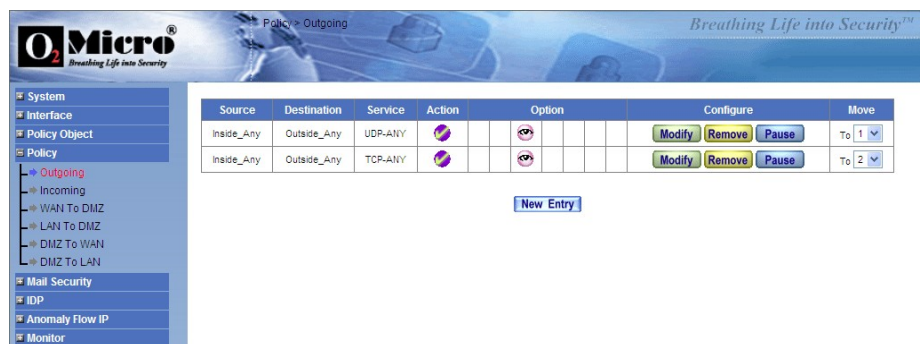 O2Micro®
Breathing Life into Security
Policy > Outgoing
Breathing Life into Security™
System
Interface
Policy Object
Policy
Outgoing
Incoming
WAN To DMZ
LAN To DMZ
DMZ To WAN
DMZ To LAN
Mail Security
IDP
Anomaly Flow IP
Monitor
Source Destination Service Action Option Configure Move
Inside_Any Outside_Any UDP-ANY Modify Remove Pause To 1
Inside_Any Outside_Any TCP-ANY Modify Remove Pause To 2
New Entry